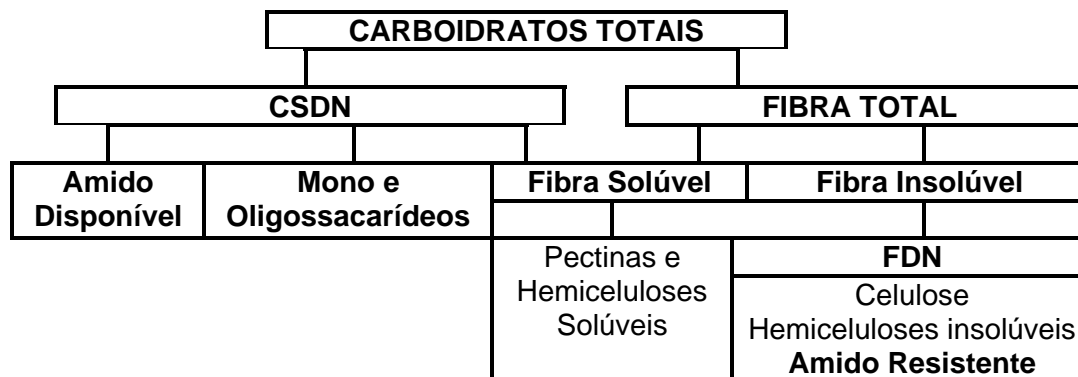 CARBOIDRATOS TOTAIS
CSDN
FIBRA TOTAL
Amido
Disponível
Mono e
Oligossacarídeos
Fibra Solúvel
Fibra Insolúvel
Pectinas e
Hemiceluloses
Solúveis
FDN
Celulose
Hemiceluloses insolúveis
Amido Resistente